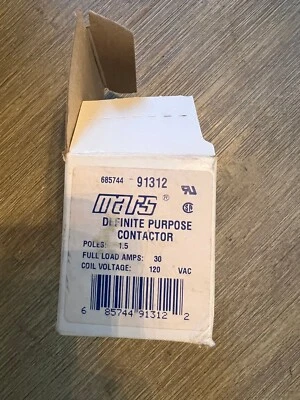 685744 91312
mars ®
DEFINITE PURPOSE
CONTACTOR
POLES: 1.5
FULL LOAD AMPS: 30
COIL VOLTAGE: 120 VAC
6 85744 91312 2